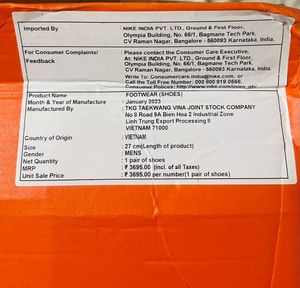 Imported By : NIKE INDIA PVT. LTD., Ground & First Floor,
Olympia Building, No. 66/1, Bagmane Tech Park,
CV Raman Nagar, Bangalore - 560093 Karnataka, India.
For Consumer Complaints/ Feedback : Please contact the Consumer Care Executive,
At: NIKE INDIA PVT. LTD., Ground & First Floor,
Olympia Building, No. 66/1, Bagmane Tech Park,
CV Raman Nagar, Bangalore - 560093 Karnataka, India.
Write To: Consumercare.india@nike.com or
Telephone Number: 000 800 919 0566,
Consumer Polices:
Product Name : FOOTWEAR (SHOES)
Month & Year of Manufacture : January 2023
Manufacturer : TKG TAEKWANG VINA JOINT STOCK COMPANY
No 8 Road 9A Bien Hoa 2 Industrial Zone
Linh Trung Export Processing II
VIETNAM 71000
Country of Origin : VIETNAM
Size : 27 cm(Length of product)
Gender : MENS
Net Quantity : 1 pair of shoes
MRP : ₹ 3695.00 (Incl. of all Taxes)
Unit Sale Price : ₹ 3695.00 per number(1 pair of shoes)